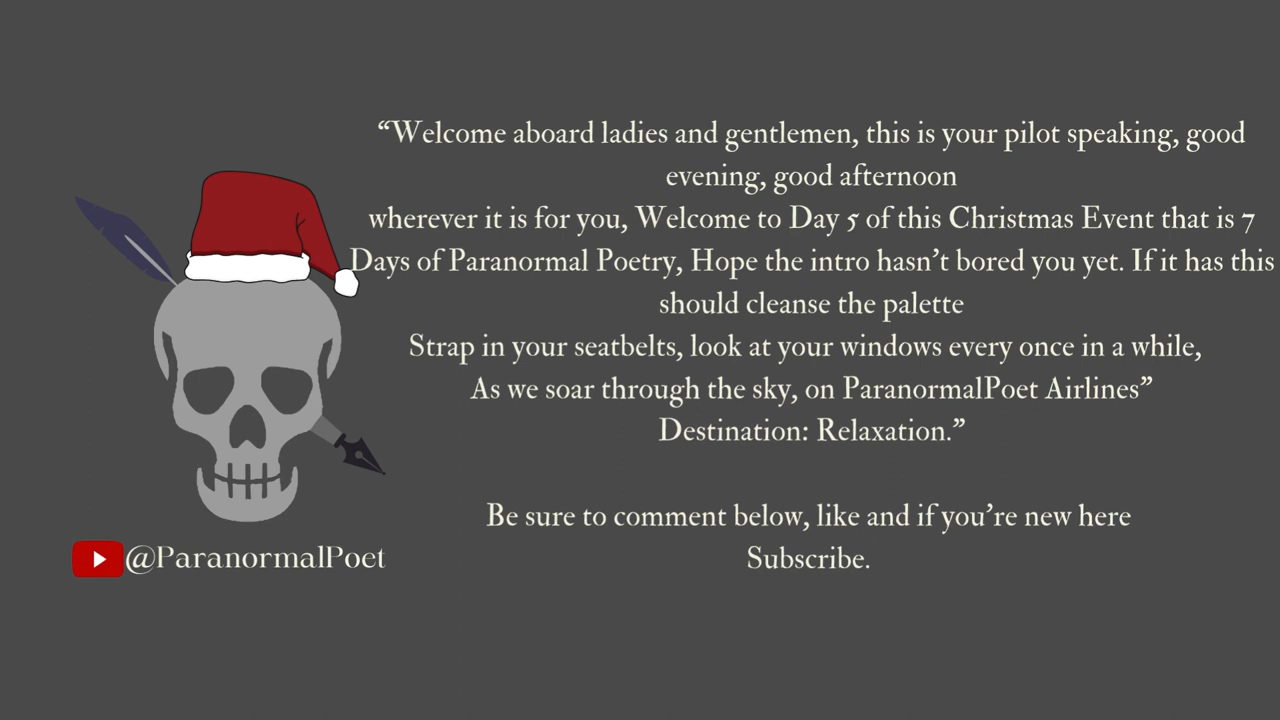 “Welcome aboard ladies and gentlemen, this is your pilot speaking, good
evening, good afternoon
wherever it is for you, Welcome to Day 5 of this Christmas Event that is 7
Days of Paranormal Poetry, Hope the intro hasn’t bored you yet. If it has this
should cleanse the palette
Strap in your seatbelts, look at your windows every once in a while,
As we soar through the sky, on ParanormalPoet Airlines”
Destination: Relaxation.”
Be sure to comment below, like and if you’re new here
Subscribe.
@ParanormalPoet